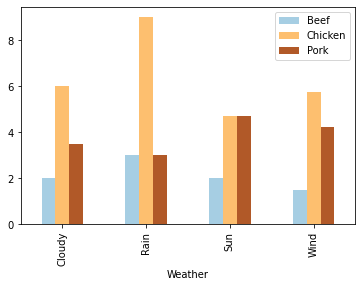 Beef
Chicken
Pork
8
6
4
2
0
Cloudy
Rain
Sun
Wind
Weather